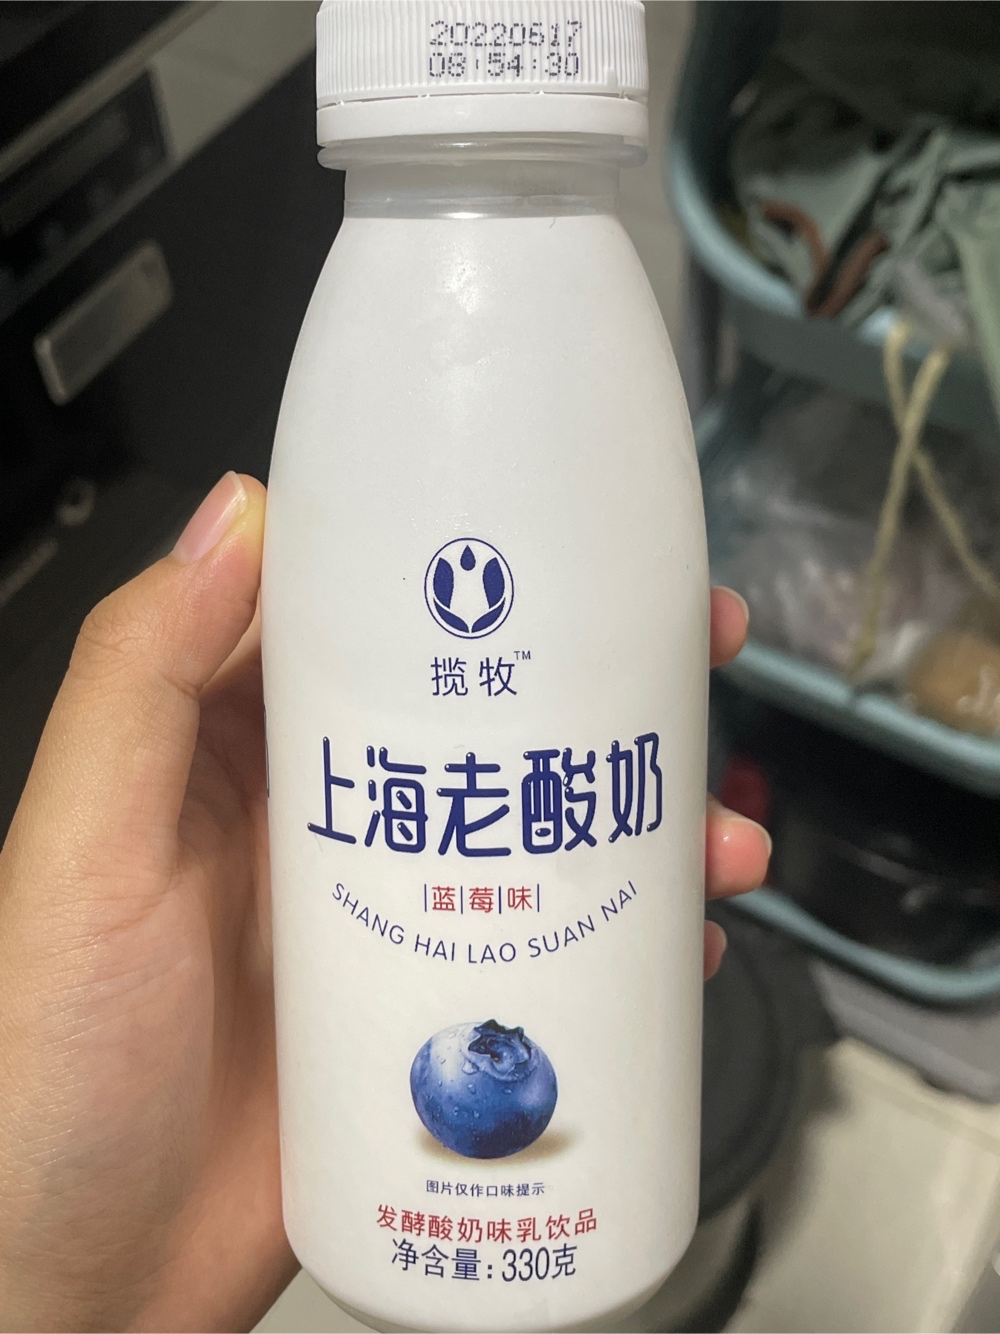 20220617
08:54:30
揽牧™
上海老酸奶
|蓝|莓|味|
SHANG HAI LAO SUAN NAI
图片仅作口味提示
发酵酸奶味乳饮品
净含量:330克